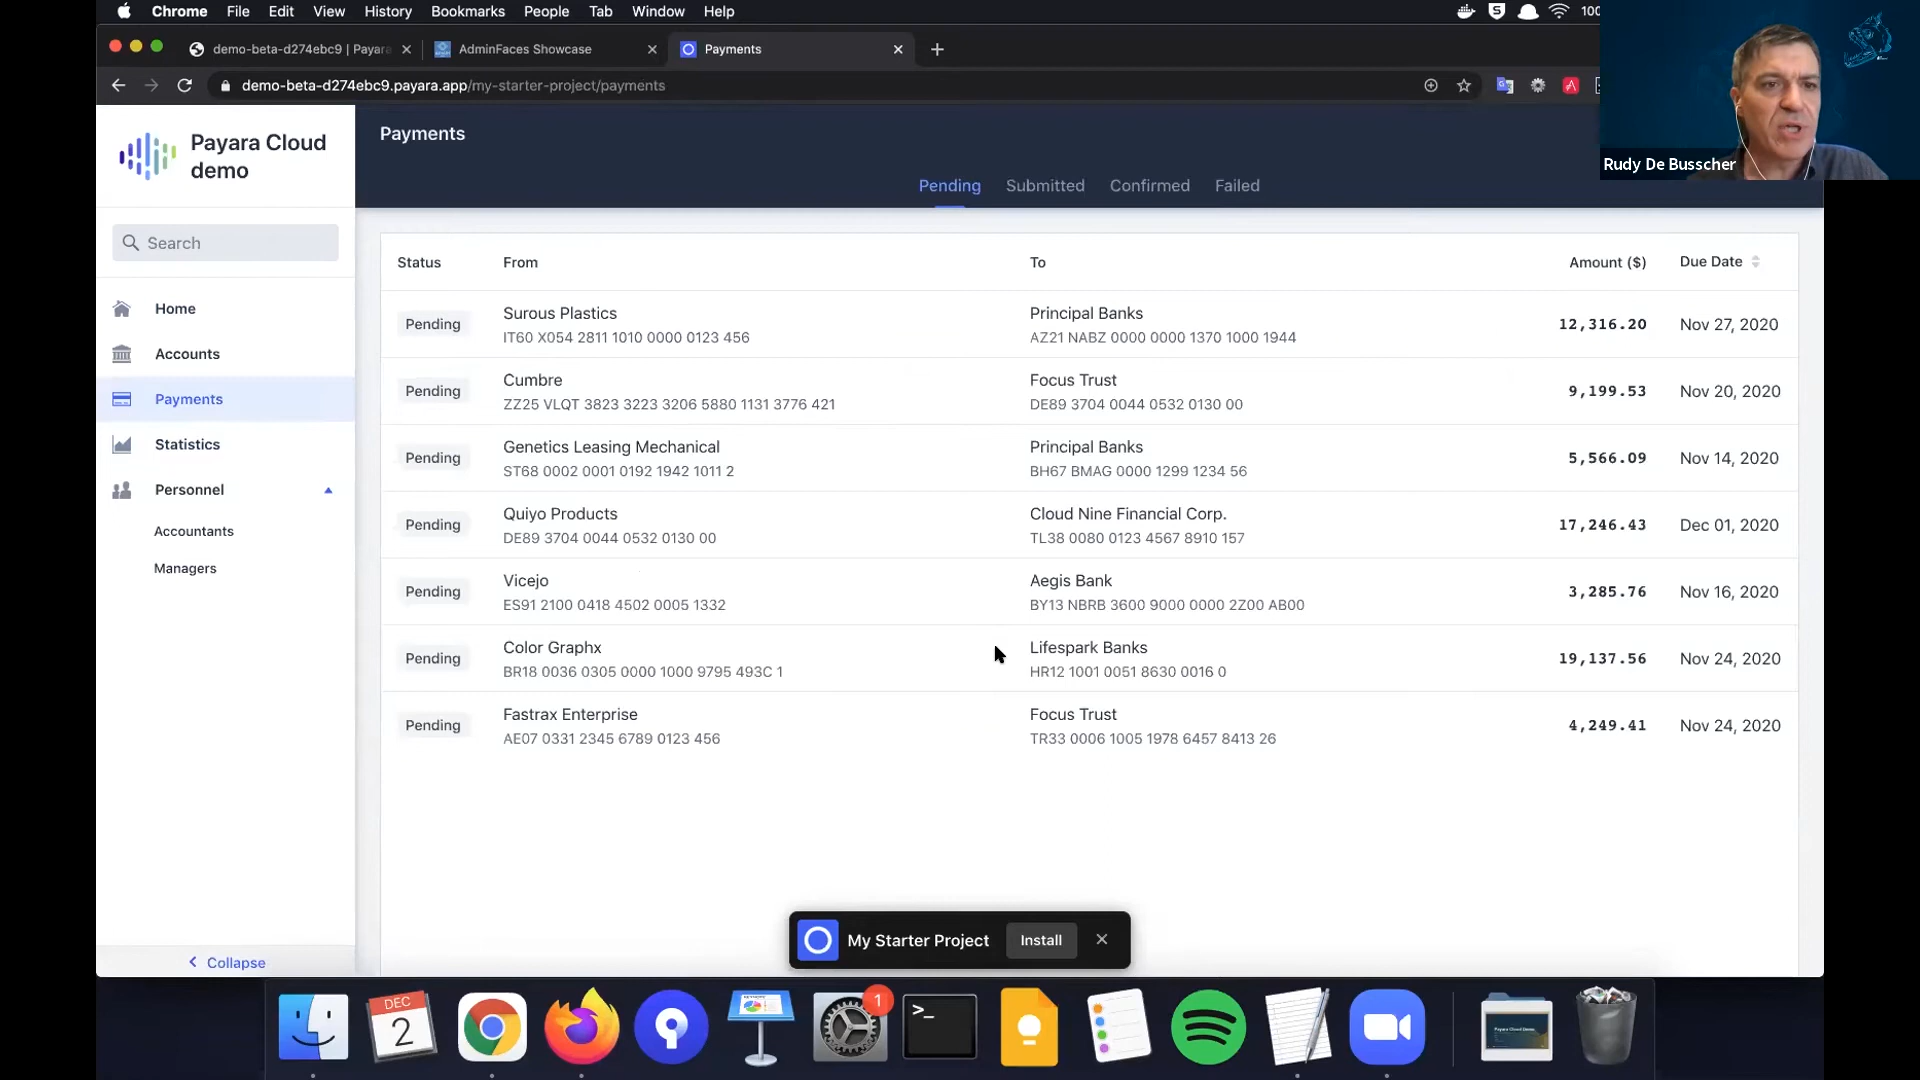 Chrome File Edit View History Bookmarks People Tab Window Help
demo-beta-d274ebc9 | Payara
AdminFaces Showcase
Payments
demo-beta-d274ebc9.payara.app/my-starter-project/payments
Rudy De Busscher
Payara Cloud
demo
Search
Home
Accounts
Payments
Statistics
Personnel
Accountants
Managers
Collapse
Payments
Pending Submitted Confirmed Failed
Status From To Amount ($) Due Date
Pending Surous Plastics Principal Banks 12,316.20 Nov 27, 2020
IT60 X054 2811 1010 0000 0123 456 AZ21 NABZ 0000 0000 1370 1000 1944
Pending Cumbre Focus Trust 9,199.53 Nov 20, 2020
ZZ25 VLQT 3823 3223 3206 5880 1131 3776 421 DE89 3704 0044 0532 0130 00
Pending Genetics Leasing Mechanical Principal Banks 5,566.09 Nov 14, 2020
ST68 0002 0001 0192 1942 1011 2 BH67 BMAG 0000 1299 1234 56
Pending Quiyo Products Cloud Nine Financial Corp. 17,246.43 Dec 01, 2020
DE89 3704 0044 0532 0130 00 TL38 0080 0123 4567 8910 157
Pending Vicejo Aegis Bank 3,285.76 Nov 16, 2020
ES91 2100 0418 4502 0005 1332 BY13 NBRB 3600 9000 0000 2Z00 AB00
Pending Color Graphx Lifespark Banks 19,137.56 Nov 24, 2020
BR18 0036 0305 0000 1000 9795 493C 1 HR12 1001 0051 8630 0016 0
Pending Fastrax Enterprise Focus Trust 4,249.41 Nov 24, 2020
AE07 0331 2345 6789 0123 456 TR33 0006 1005 1978 6457 8413 26
My Starter Project Install
DEC
2
1
>_